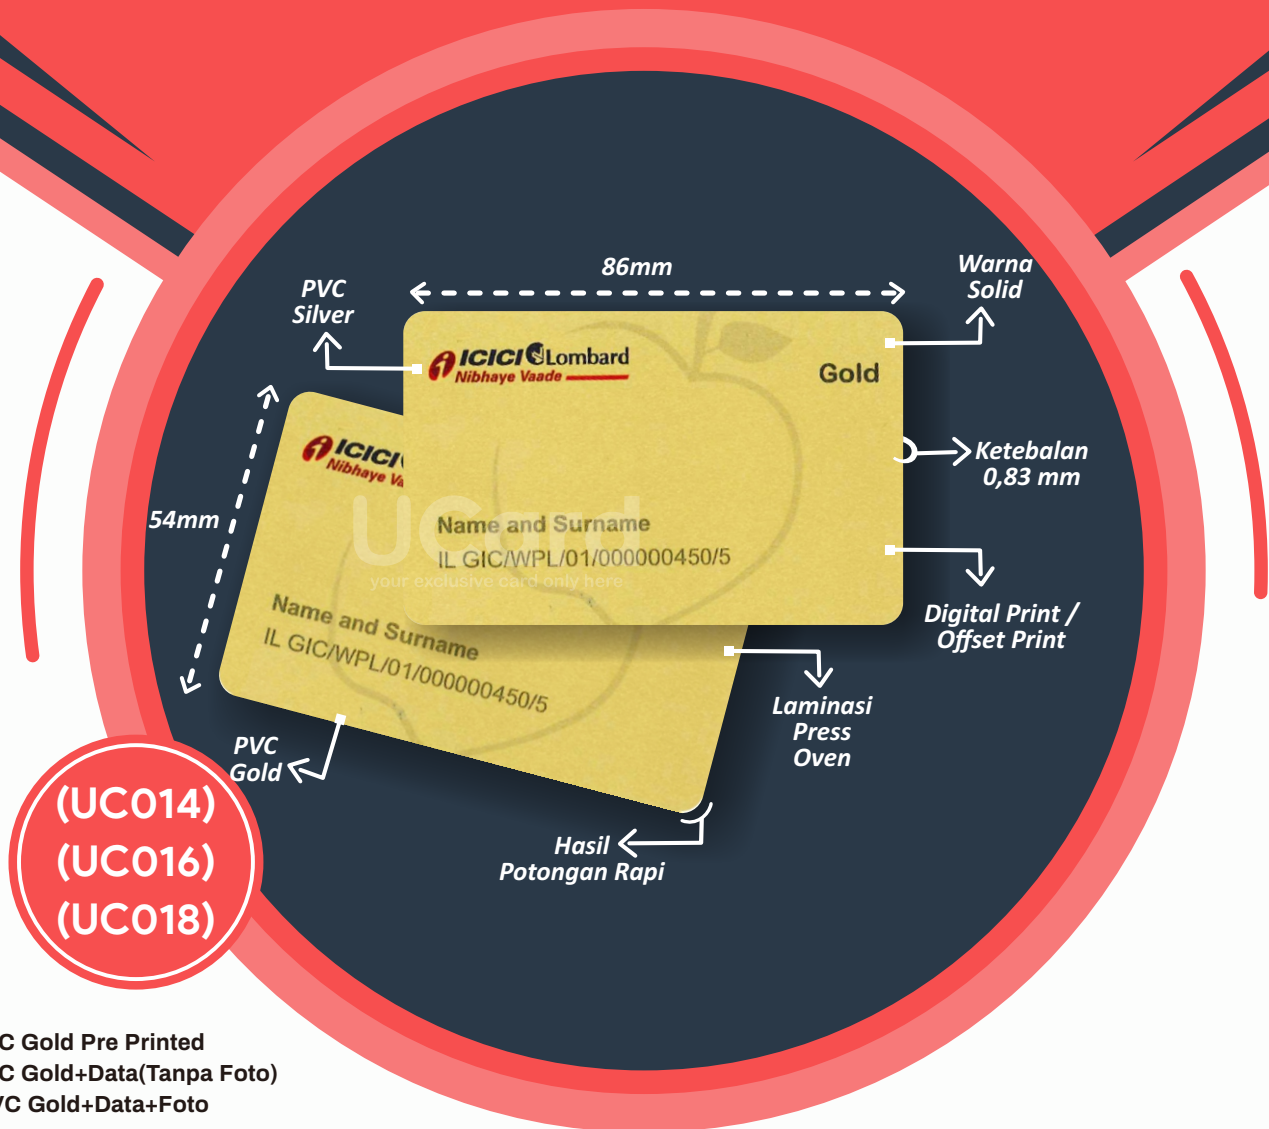 86mm
Warna
Solid
PVC
Silver
ICICI Lombard
Nibhaye Vaade
Gold
ICICI
Nibhaye Va
Ketebalan
0,83 mm
54mm
UCard
your exclusive card only here
Name and Surname
IL GIC/WPL/01/000000450/5
Name and Surname
IL GIC/WPL/01/000000450/5
Digital Print /
Offset Print
Laminasi
Press
Oven
PVC
Gold
Hasil
Potongan Rapi
(UC014)
(UC016)
(UC018)
C Gold Pre Printed
C Gold+Data(Tanpa Foto)
VC Gold+Data+Foto